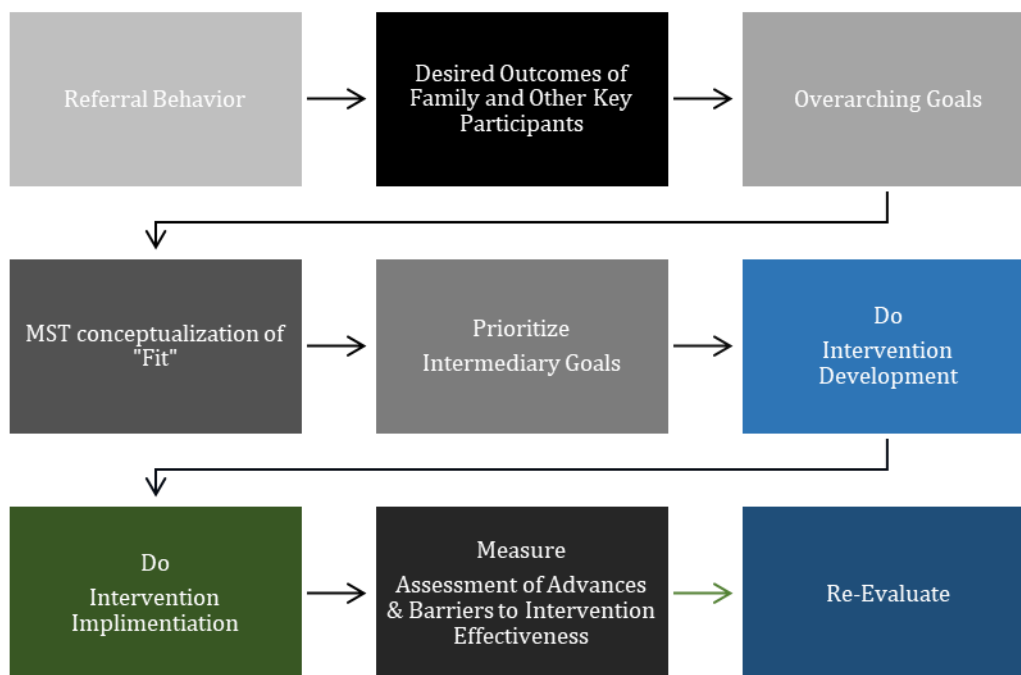 Referral Behavior
Desired Outcomes of
Family and Other Key
Participants
Overarching Goals
MST conceptualization of
"Fit"
Prioritize
Intermediary Goals
Do
Intervention
Development
Do
Intervention
Implimentiation
Measure
Assessment of Advances
& Barriers to Intervention
Effectiveness
Re-Evaluate